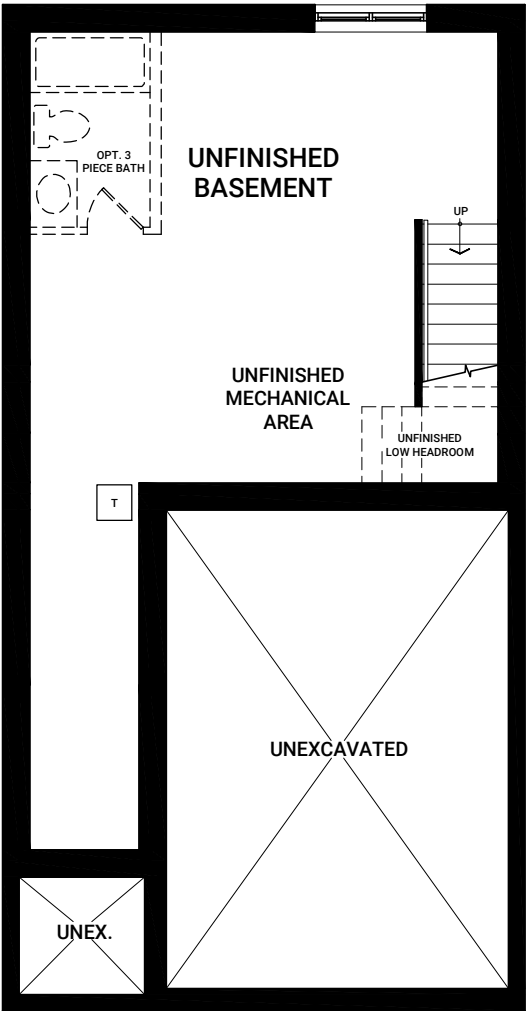 OPT. 3
PIECE BATH
UNFINISHED
BASEMENT
UP
UNFINISHED
MECHANICAL
AREA
UNFINISHED
LOW HEADROOM
T
UNEXCAVATED
UNEX.